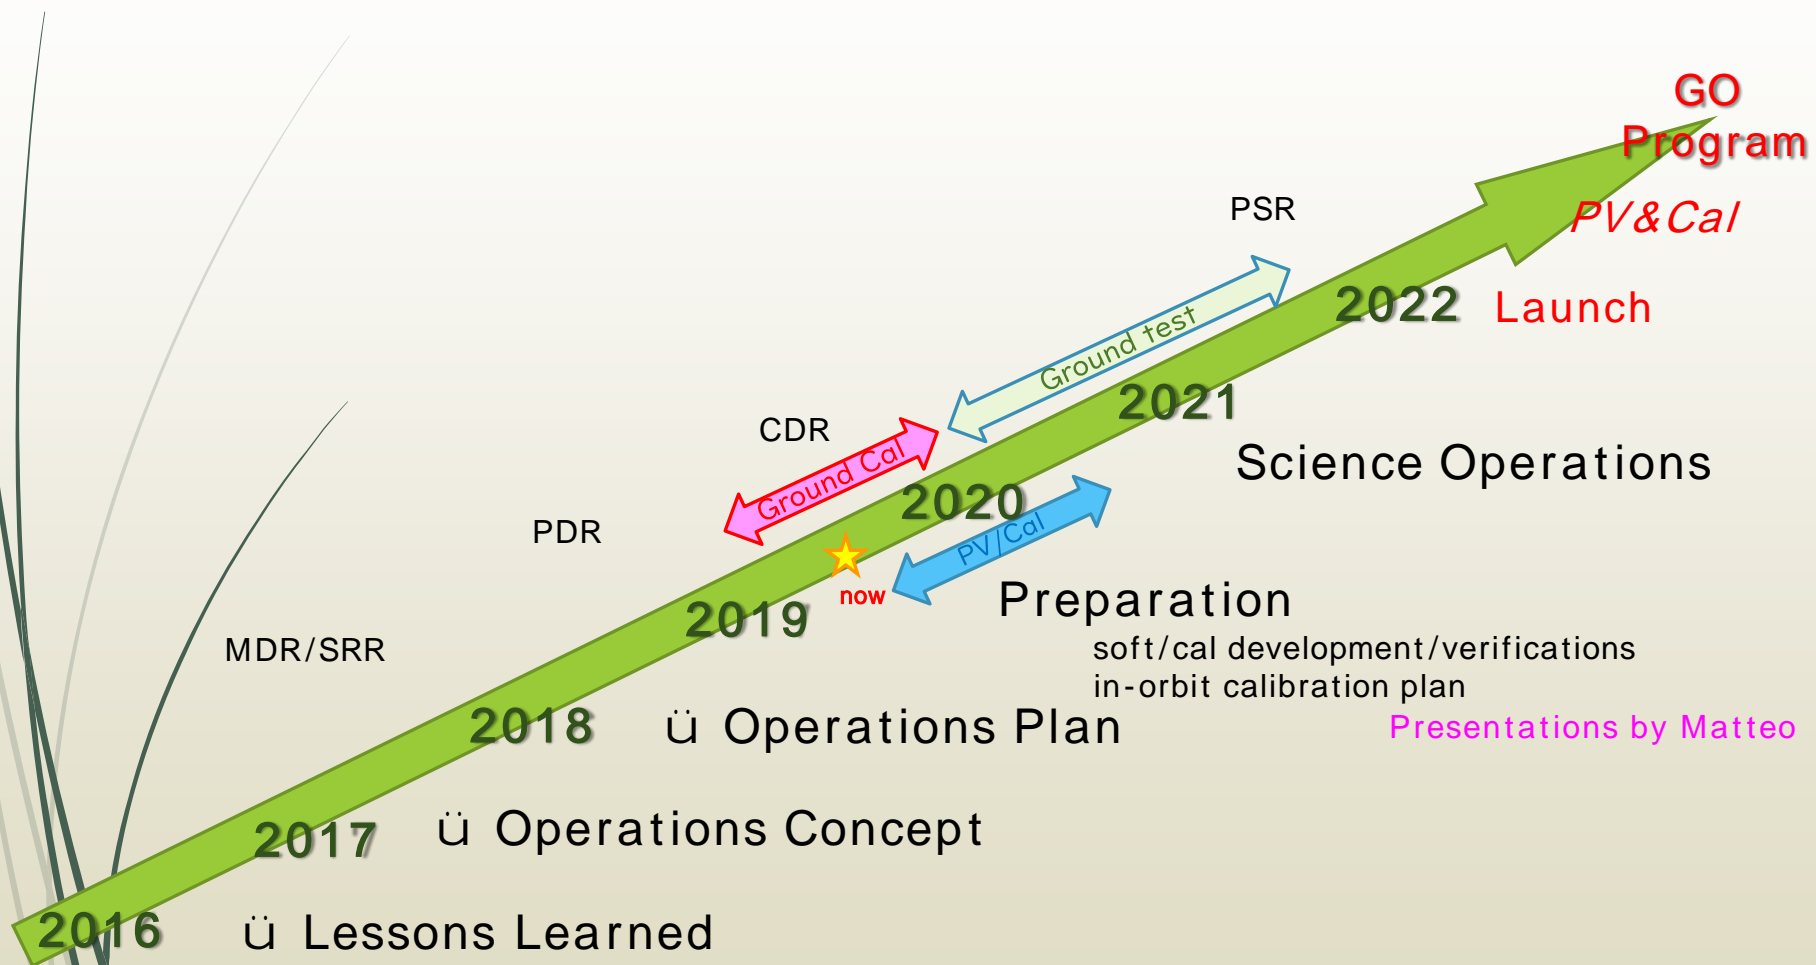 GO
Program
PV&Cal
PSR
2022 Launch
Ground test
2021
CDR
Science Operations
Ground Cal
2020
PV/Cal
PDR
now
Preparation
2019
MDR/SRR
soft/cal development/verifications
in-orbit calibration plan
2018 ü Operations Plan
Presentations by Matteo
2017 ü Operations Concept
2016 ü Lessons Learned